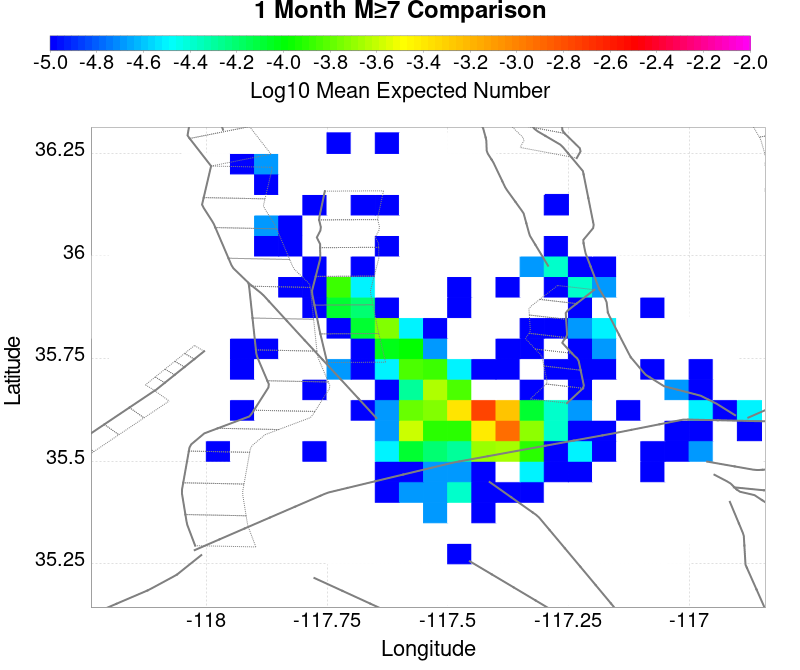 1 Month M≥7 Comparison
-5.0 -4.8 -4.6 -4.4 -4.2 -4.0 -3.8 -3.6 -3.4 -3.2 -3.0 -2.8 -2.6 -2.4 -2.2 -2.0
Log10 Mean Expected Number
36.25
36
35.75
35.5
35.25
Latitude
-118 -117.75 -117.5 -117.25 -117
Longitude